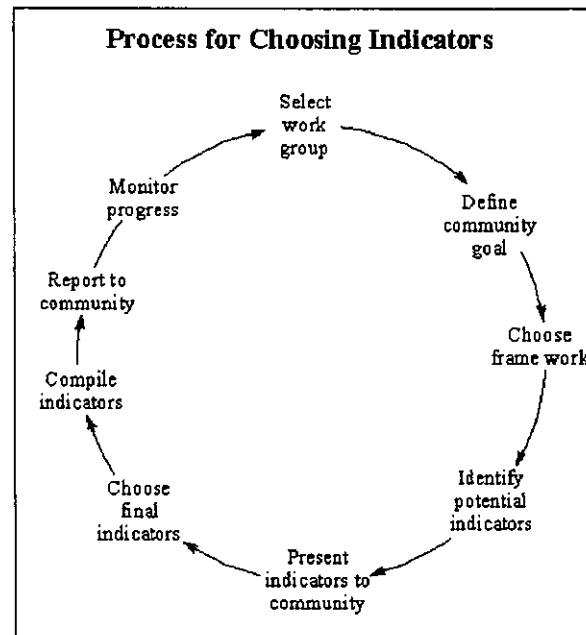 Process for Choosing Indicators
Select
work
group
Define
community
goal
Choose
frame work
Identify
potential
indicators
Present
indicators to
community
Choose
final
indicators
Compile
indicators
Report to
community
Monitor
progress